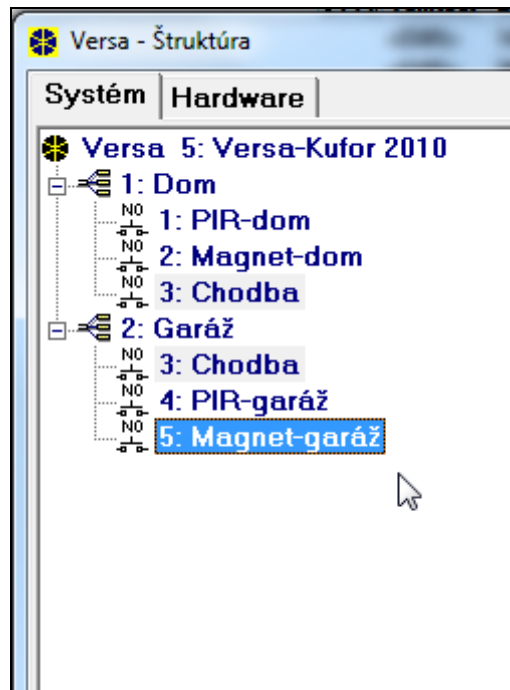 Versa - Štruktúra
Systém Hardware
Versa 5: Versa-Kufor 2010
1: Dom
NO 1: PIR-dom
NO 2: Magnet-dom
NO 3: Chodba
2: Garáž
NO 3: Chodba
NO 4: PIR-garáž
NO 5: Magnet-garáž